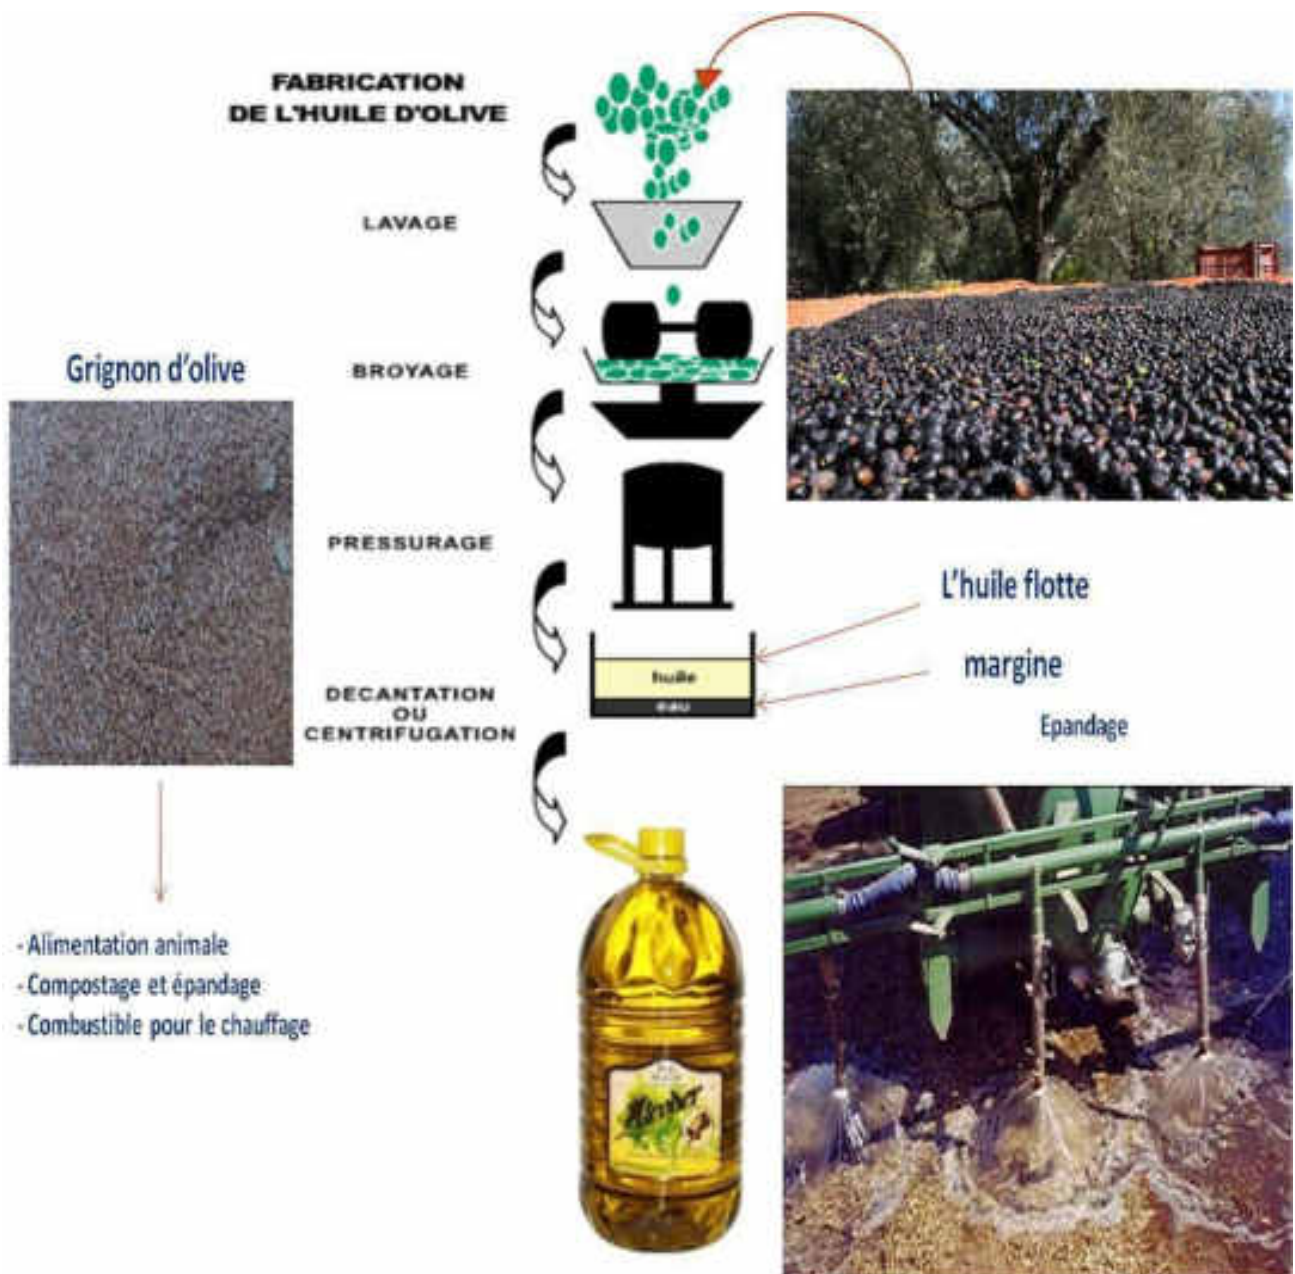 FABRICATION
DE L'HUILE D'OLIVE
LAVAGE
Grignon d'olive
BROYAGE
PRESSURAGE
L'huile flotte
margine
huile
eau
DECANTATION
OU
CENTRIFUGATION
Epandage
- Alimentation animale
- Compostage et épandage
- Combustible pour le chauffage